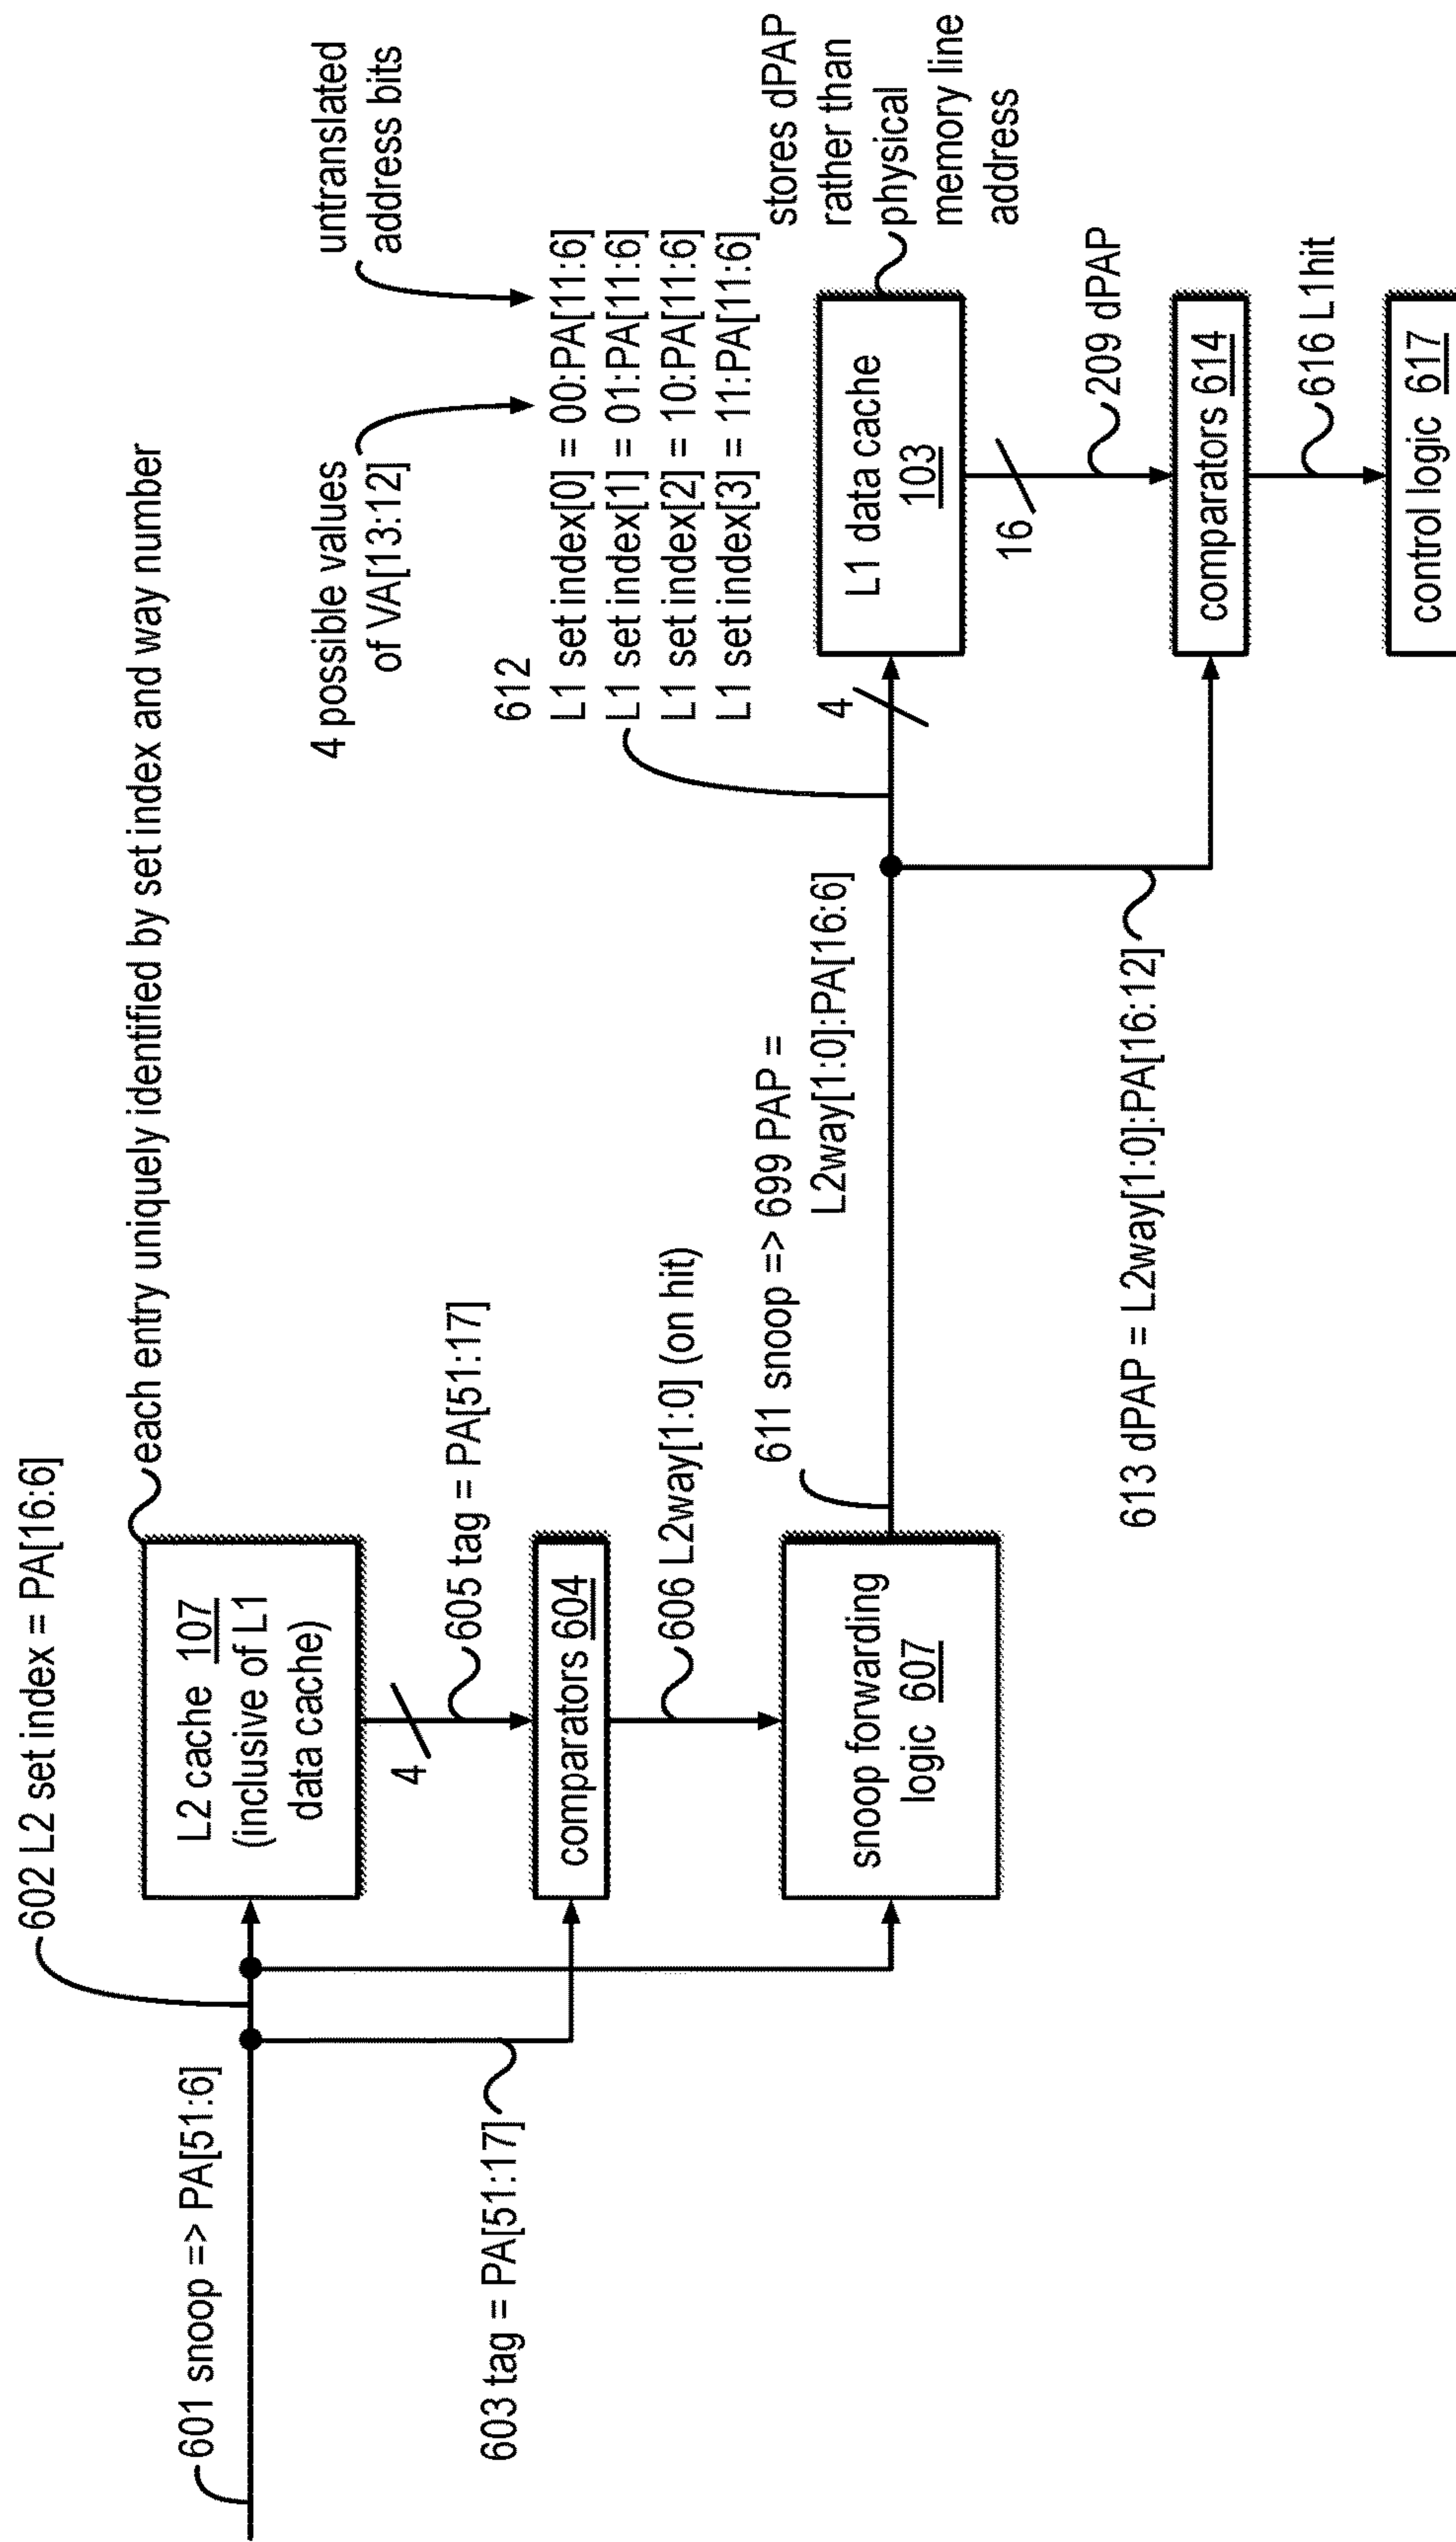 601 snoop => PA[51:6]
602 L2 set index = PA[16:6]
603 tag = PA[51:17]
each entry uniquely identified by set index and way number
L2 cache 107
(inclusive of L1
data cache)
4
605 tag = PA[51:17]
comparators 604
606 L2way[1:0] (on hit)
snoop forwarding
logic 607
611 snoop => 699 PAP =
L2way[1:0]:PA[16:6]
613 dPAP = L2way[1:0]:PA[16:12]
4 possible values
of VA[13:12]
untranslated
address bits
612
L1 set index[0] = 00:PA[11:6]
L1 set index[1] = 01:PA[11:6]
L1 set index[2] = 10:PA[11:6]
L1 set index[3] = 11:PA[11:6]
4
L1 data cache
103
stores dPAP
rather than
physical
memory line
address
16
209 dPAP
comparators 614
616 L1hit
control logic 617